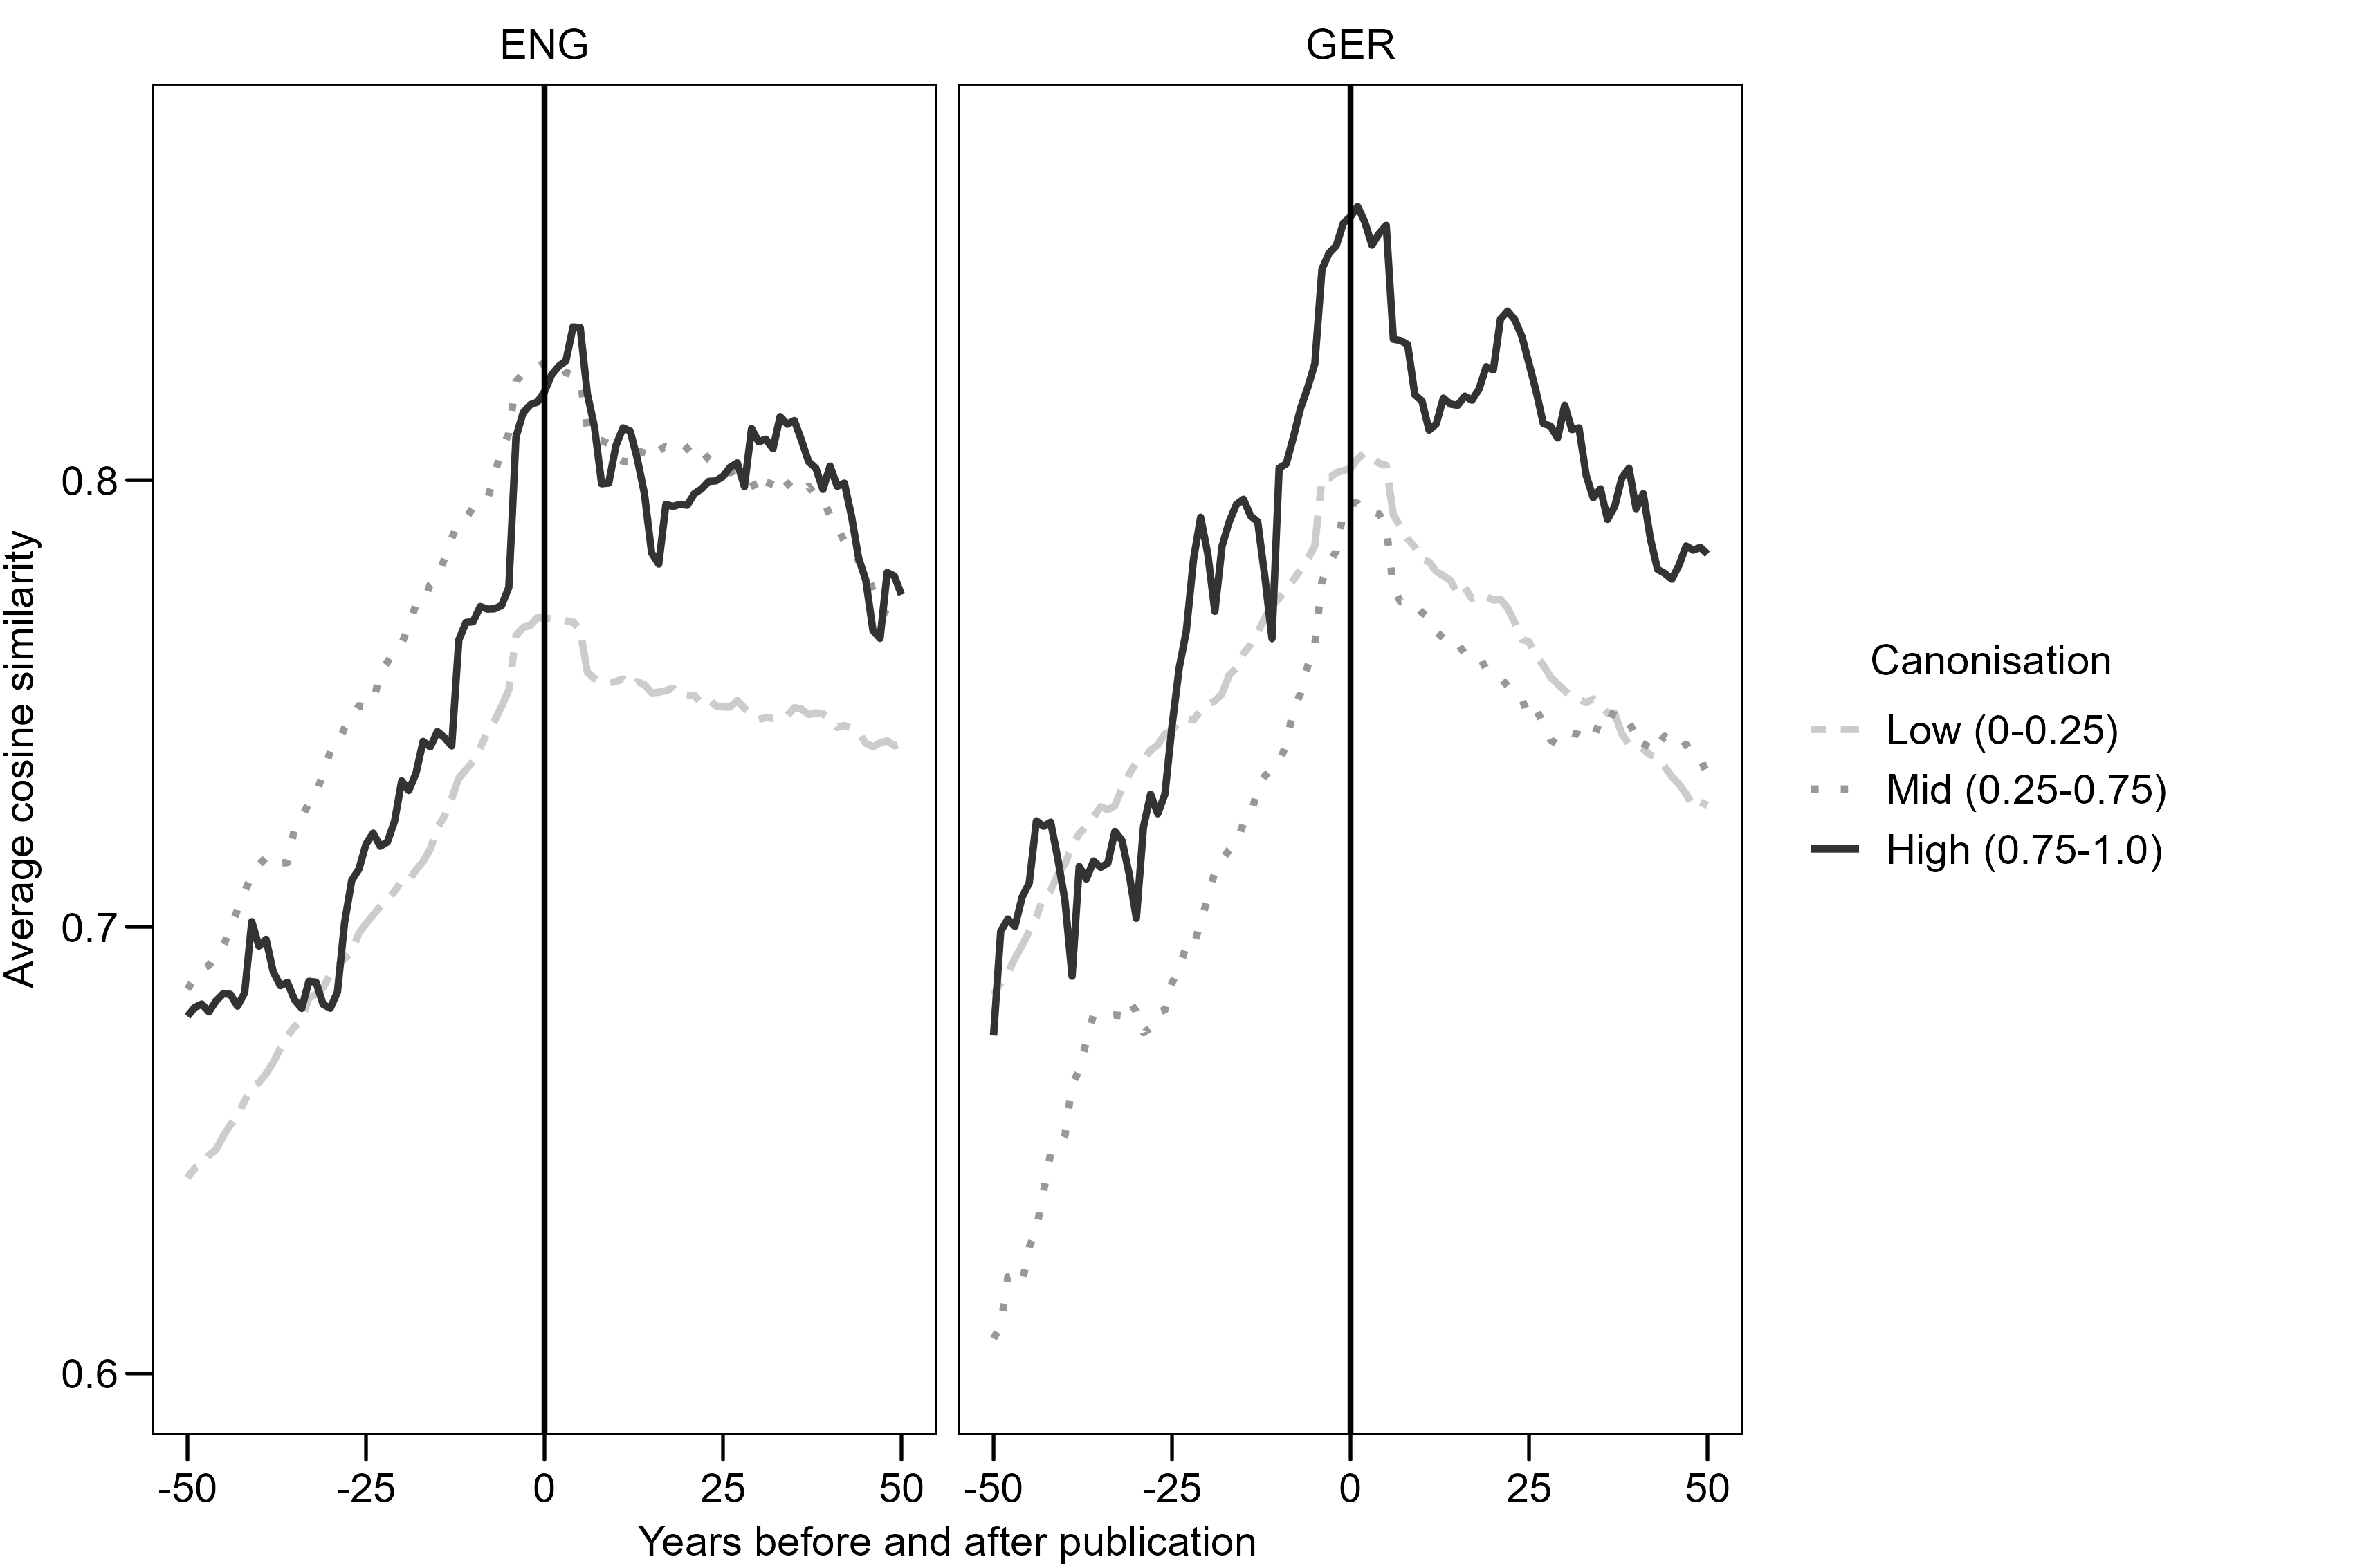 ENG
GER
Average cosine similarity
0.8
0.7
0.6
-50
-25
0
25
50
-50
-25
0
25
50
Years before and after publication
Canonisation
Low (0-0.25)
Mid (0.25-0.75)
High (0.75-1.0)